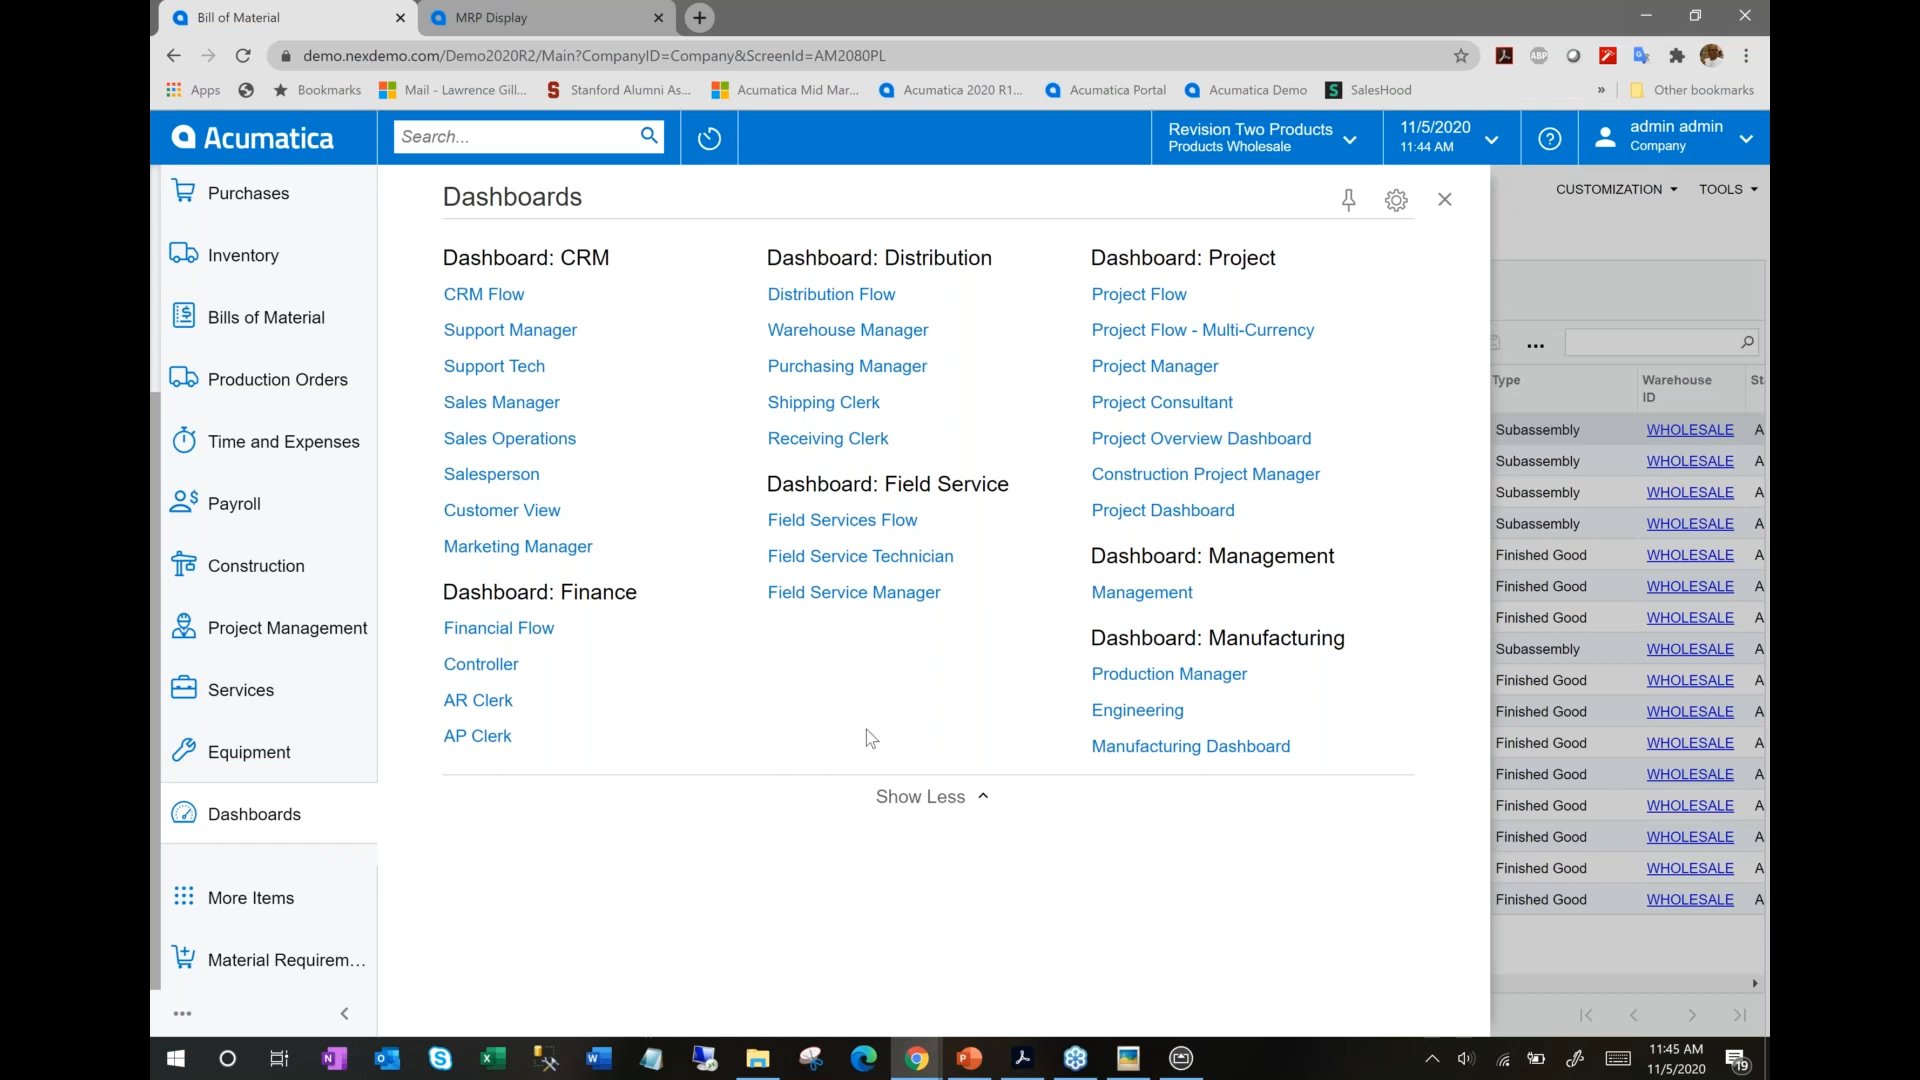 Bill of Material
MRP Display
demo.nexdemo.com/Demo2020R2/Main?CompanyID=Company&ScreenId=AM2080PL
ABP
Apps
Bookmarks
Mail - Lawrence Gill...
Stanford Alumni As...
Acumatica Mid Mar...
Acumatica 2020 R1...
Acumatica Portal
Acumatica Demo
SalesHood
»
Other bookmarks
Acumatica
Search...
Revision Two Products
Products Wholesale
11/5/2020
11:44 AM
admin admin
Company
Purchases
Inventory
Bills of Material
Production Orders
Time and Expenses
Payroll
Construction
Project Management
Services
Equipment
Dashboards
More Items
Material Requirem...
Dashboards
Dashboard: CRM
CRM Flow
Support Manager
Support Tech
Sales Manager
Sales Operations
Salesperson
Customer View
Marketing Manager
Dashboard: Finance
Financial Flow
Controller
AR Clerk
AP Clerk
Dashboard: Distribution
Distribution Flow
Warehouse Manager
Purchasing Manager
Shipping Clerk
Receiving Clerk
Dashboard: Field Service
Field Services Flow
Field Service Technician
Field Service Manager
Dashboard: Project
Project Flow
Project Flow - Multi-Currency
Project Manager
Project Consultant
Project Overview Dashboard
Construction Project Manager
Project Dashboard
Dashboard: Management
Management
Dashboard: Manufacturing
Production Manager
Engineering
Manufacturing Dashboard
Show Less
CUSTOMIZATION TOOLS
Type Warehouse ID St
Subassembly WHOLESALE A
Subassembly WHOLESALE A
Subassembly WHOLESALE A
Subassembly WHOLESALE A
Finished Good WHOLESALE A
Finished Good WHOLESALE A
Finished Good WHOLESALE A
Subassembly WHOLESALE A
Finished Good WHOLESALE A
Finished Good WHOLESALE A
Finished Good WHOLESALE A
Finished Good WHOLESALE A
Finished Good WHOLESALE A
Finished Good WHOLESALE A
Finished Good WHOLESALE A
Finished Good WHOLESALE A
11:45 AM
11/5/2020
19